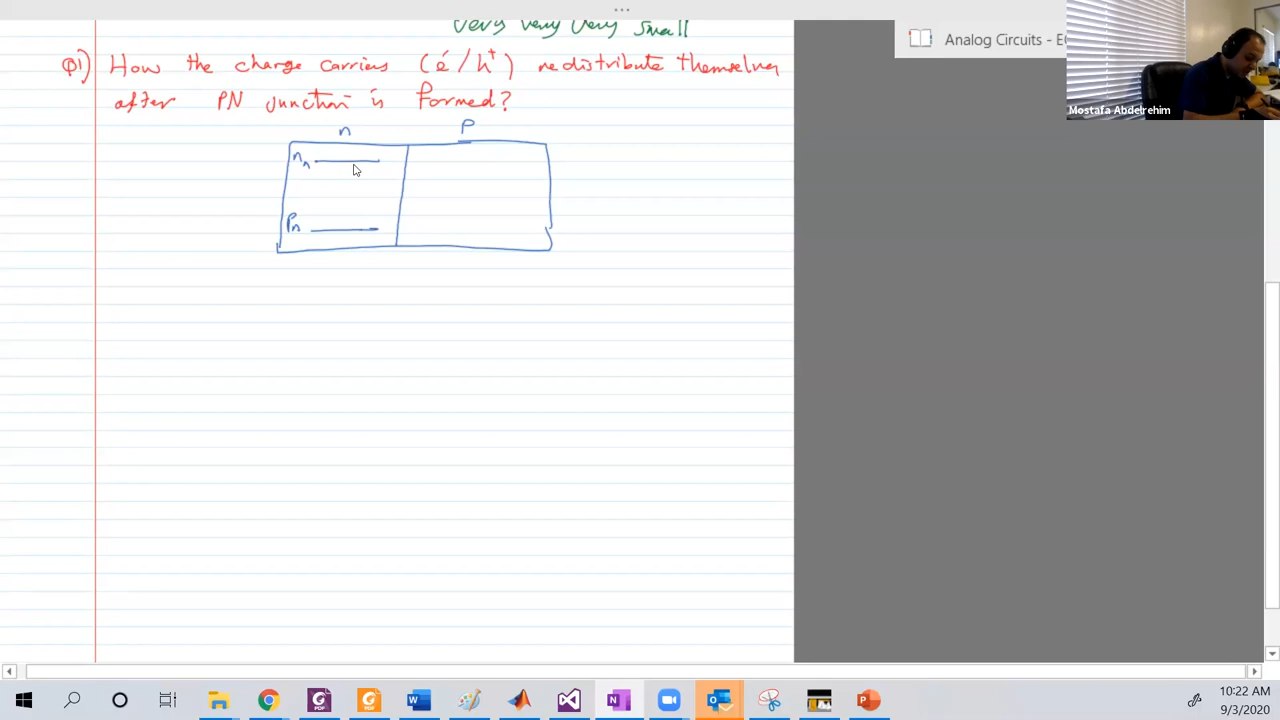 very very very small
Analog Circuits - E
Mostafa Abdelrehim
Q1) How the charge carriers (é/h⁺) redistribute themselves
after PN junction is formed?
n P
nn
Pn
10:22 AM
9/3/2020